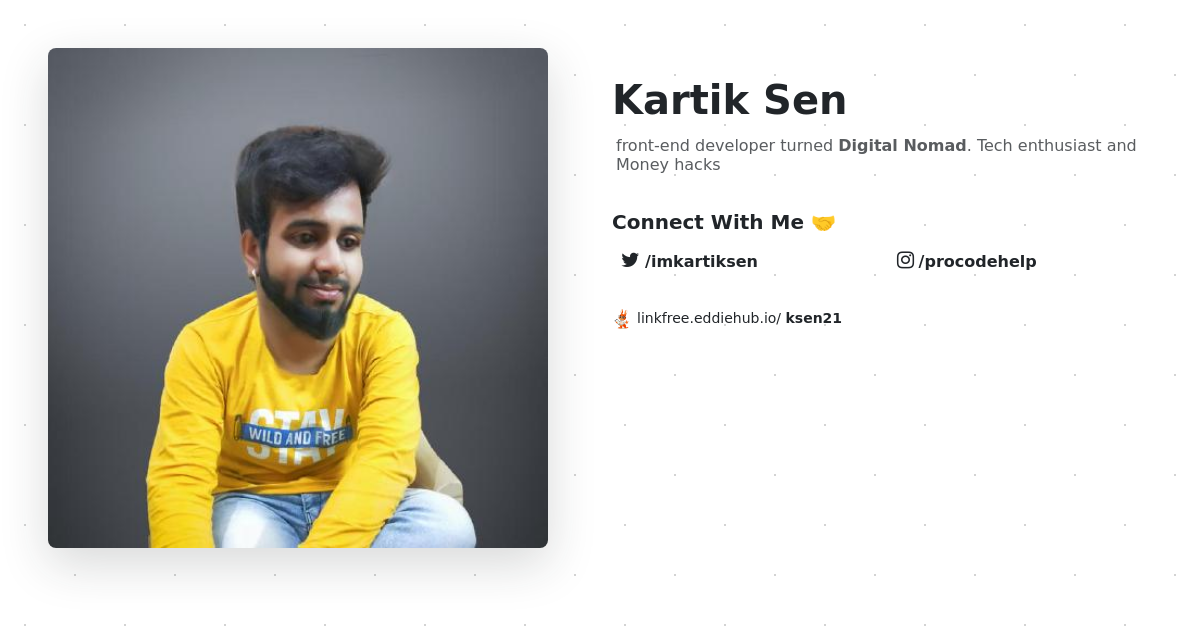 Kartik Sen
front-end developer turned Digital Nomad. Tech enthusiast and
Money hacks
Connect With Me 🤝
/imkartiksen
/procodehelp
linkfree.eddiehub.io/ ksen21
STAY
WILD AND FREE
STAY